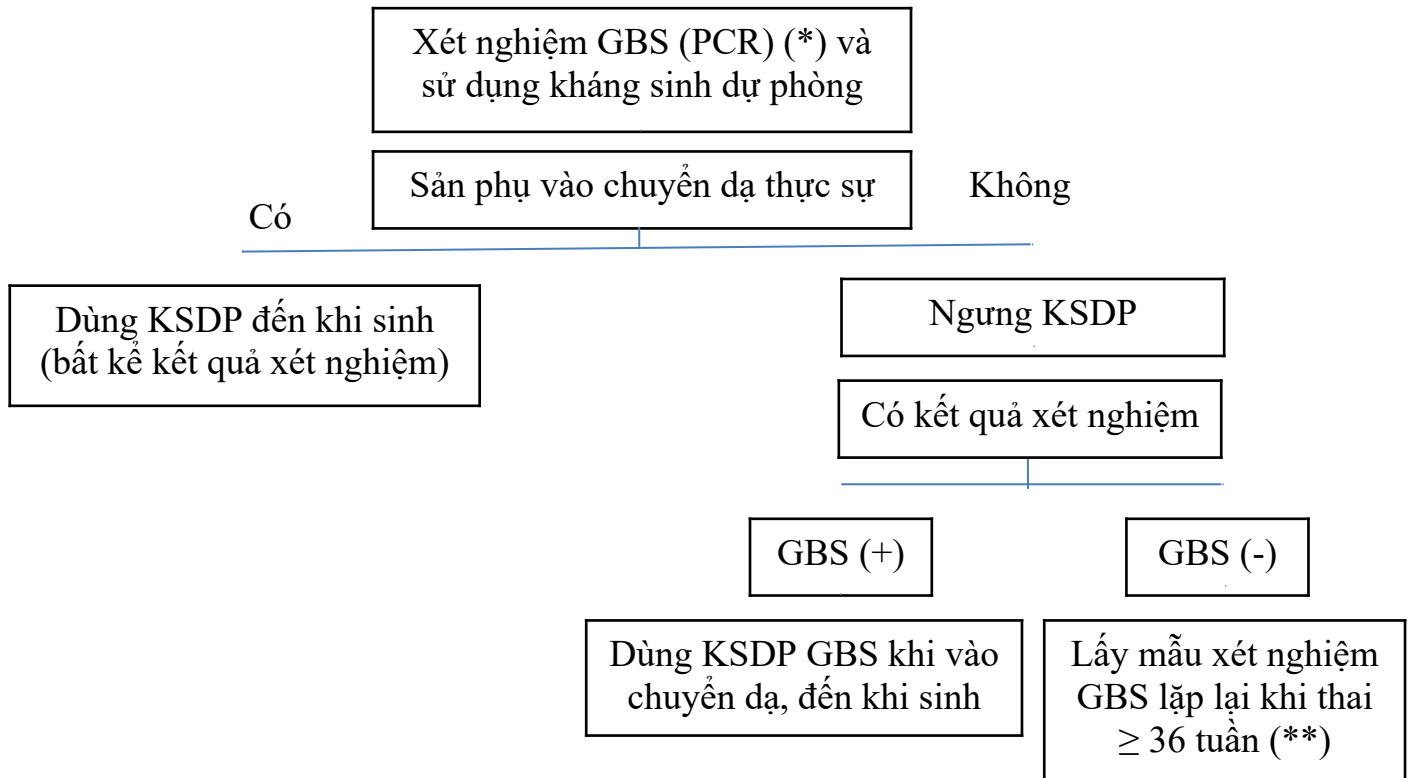 Xét nghiệm GBS (PCR) (*) và
sử dụng kháng sinh dự phòng
Sản phụ vào chuyển dạ thực sự
Không
Có
Dùng KSDP đến khi sinh
(bất kể kết quả xét nghiệm)
Ngưng KSDP
Có kết quả xét nghiệm
GBS (+)
GBS (-)
Dùng KSDP GBS khi vào
chuyển dạ, đến khi sinh
Lấy mẫu xét nghiệm
GBS lặp lại khi thai
≥ 36 tuần (**)